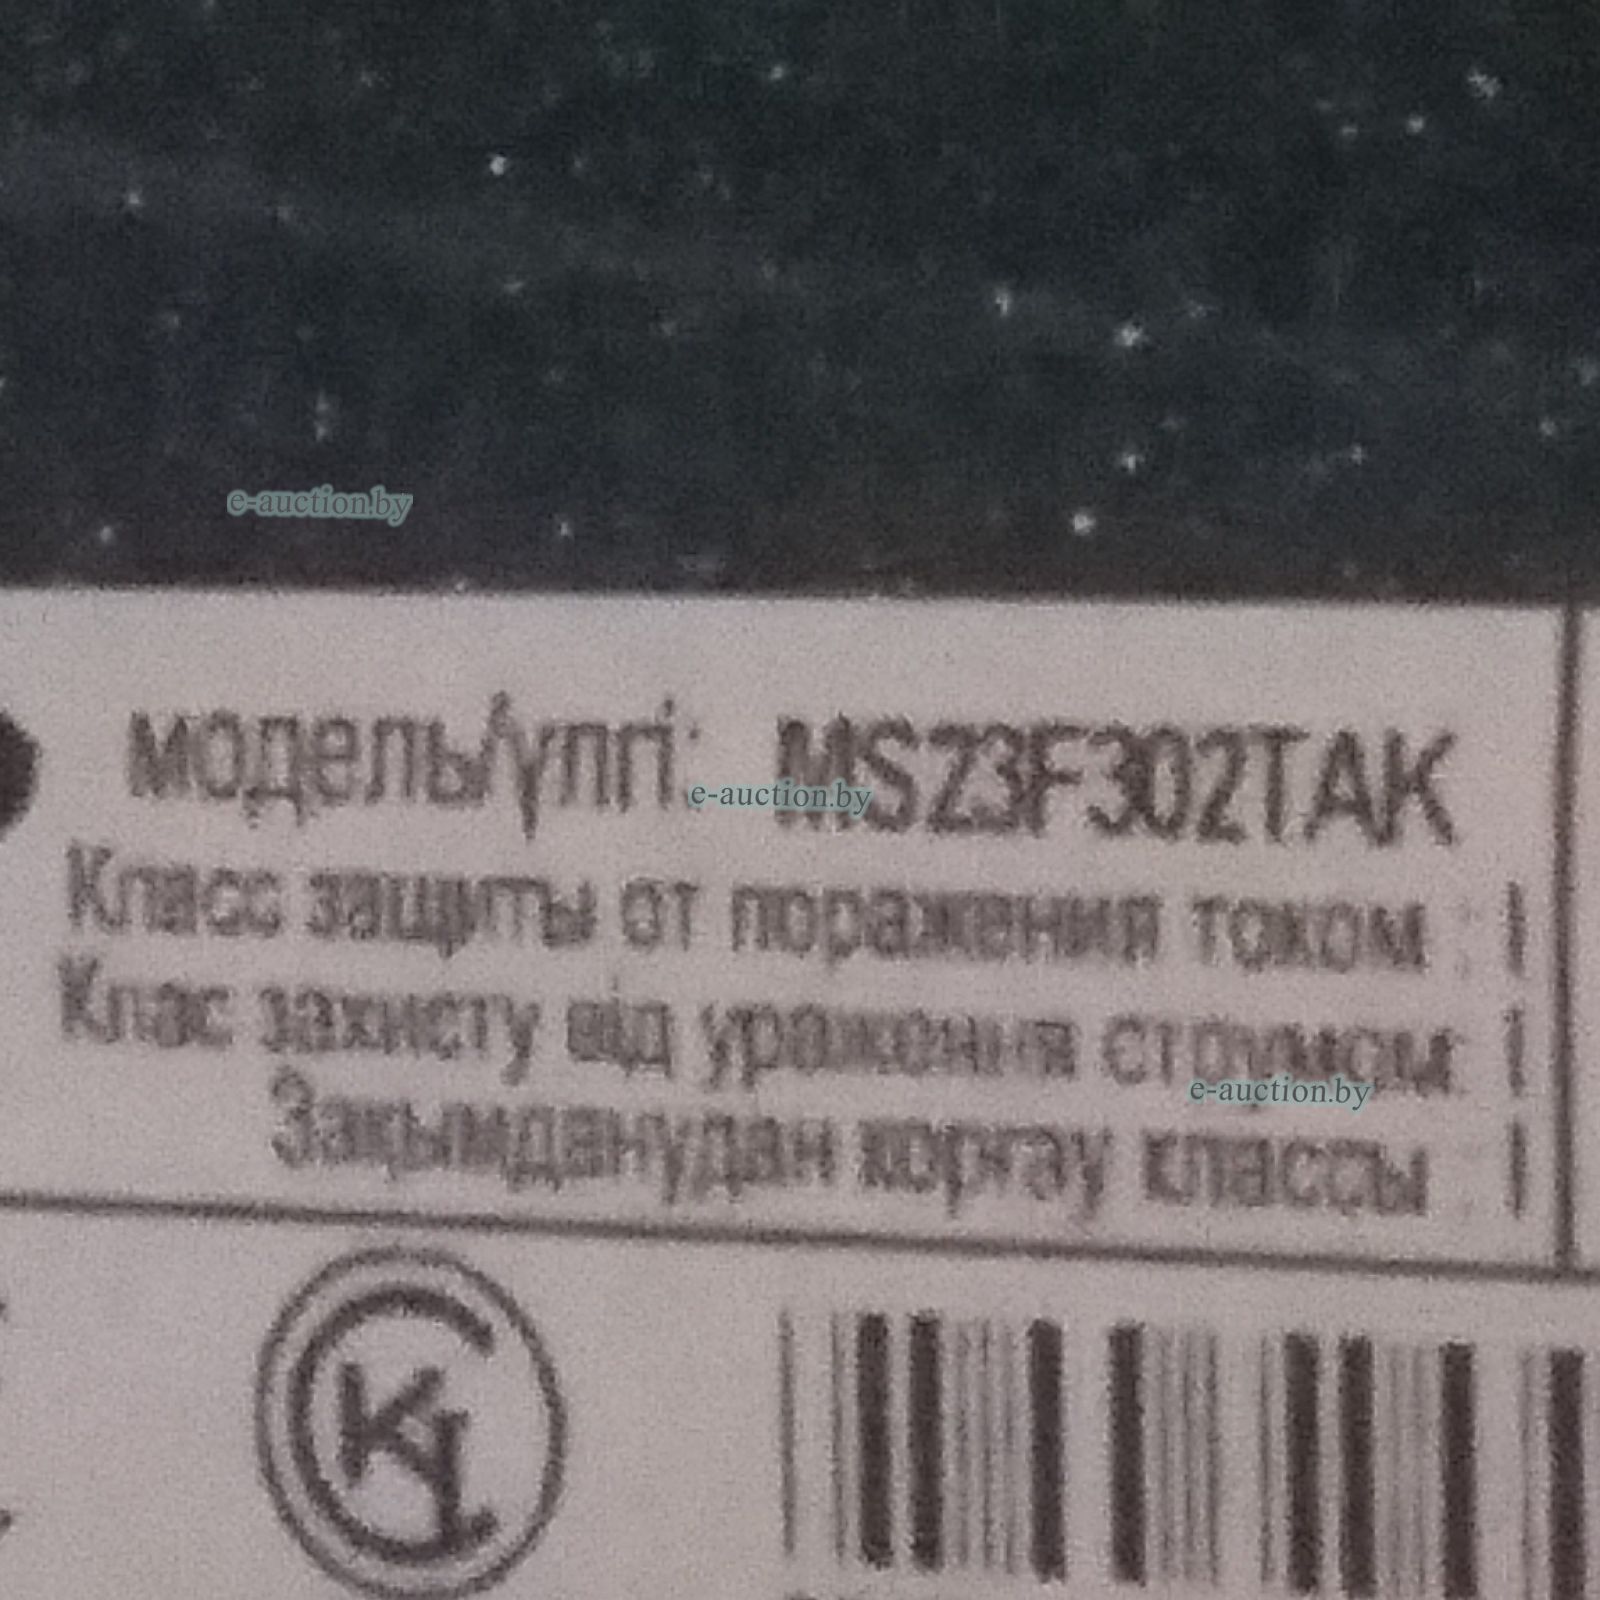 e-auction.by
модель/үлгі: MS23F302TAK
e-auction.by
Класс защиты от поражения током : I
Клас захисту від ураження струмом I
e-auction.by
Зақымданудан қорғау классы : I